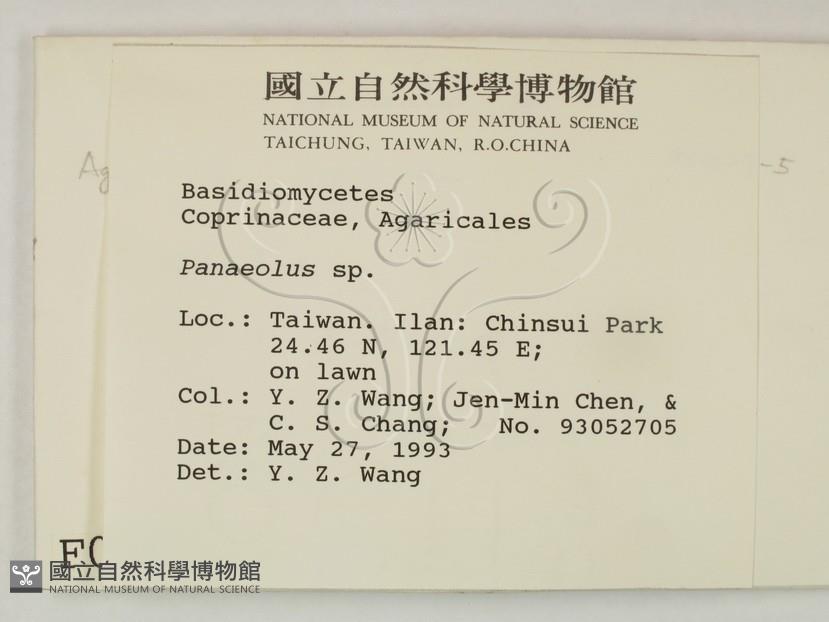 國立自然科學博物館
NATIONAL MUSEUM OF NATURAL SCIENCE
TAICHUNG, TAIWAN, R.O.CHINA
Ag
-5
Basidiomycetes
Coprinaceae, Agaricales
Panaeolus sp.
Loc.: Taiwan. Ilan: Chinsui Park
24.46 N, 121.45 E;
on lawn
Col.: Y. Z. Wang; Jen-Min Chen, &
C. S. Chang; No. 93052705
Date: May 27, 1993
Det.: Y. Z. Wang
國立自然科學博物館
NATIONAL MUSEUM OF NATURAL SCIENCE